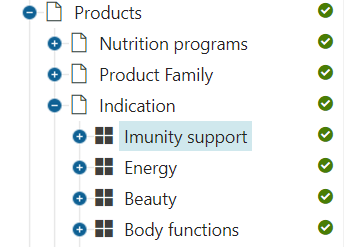 Products
Nutrition programs
Product Family
Indication
Imunity support
Energy
Beauty
Body functions